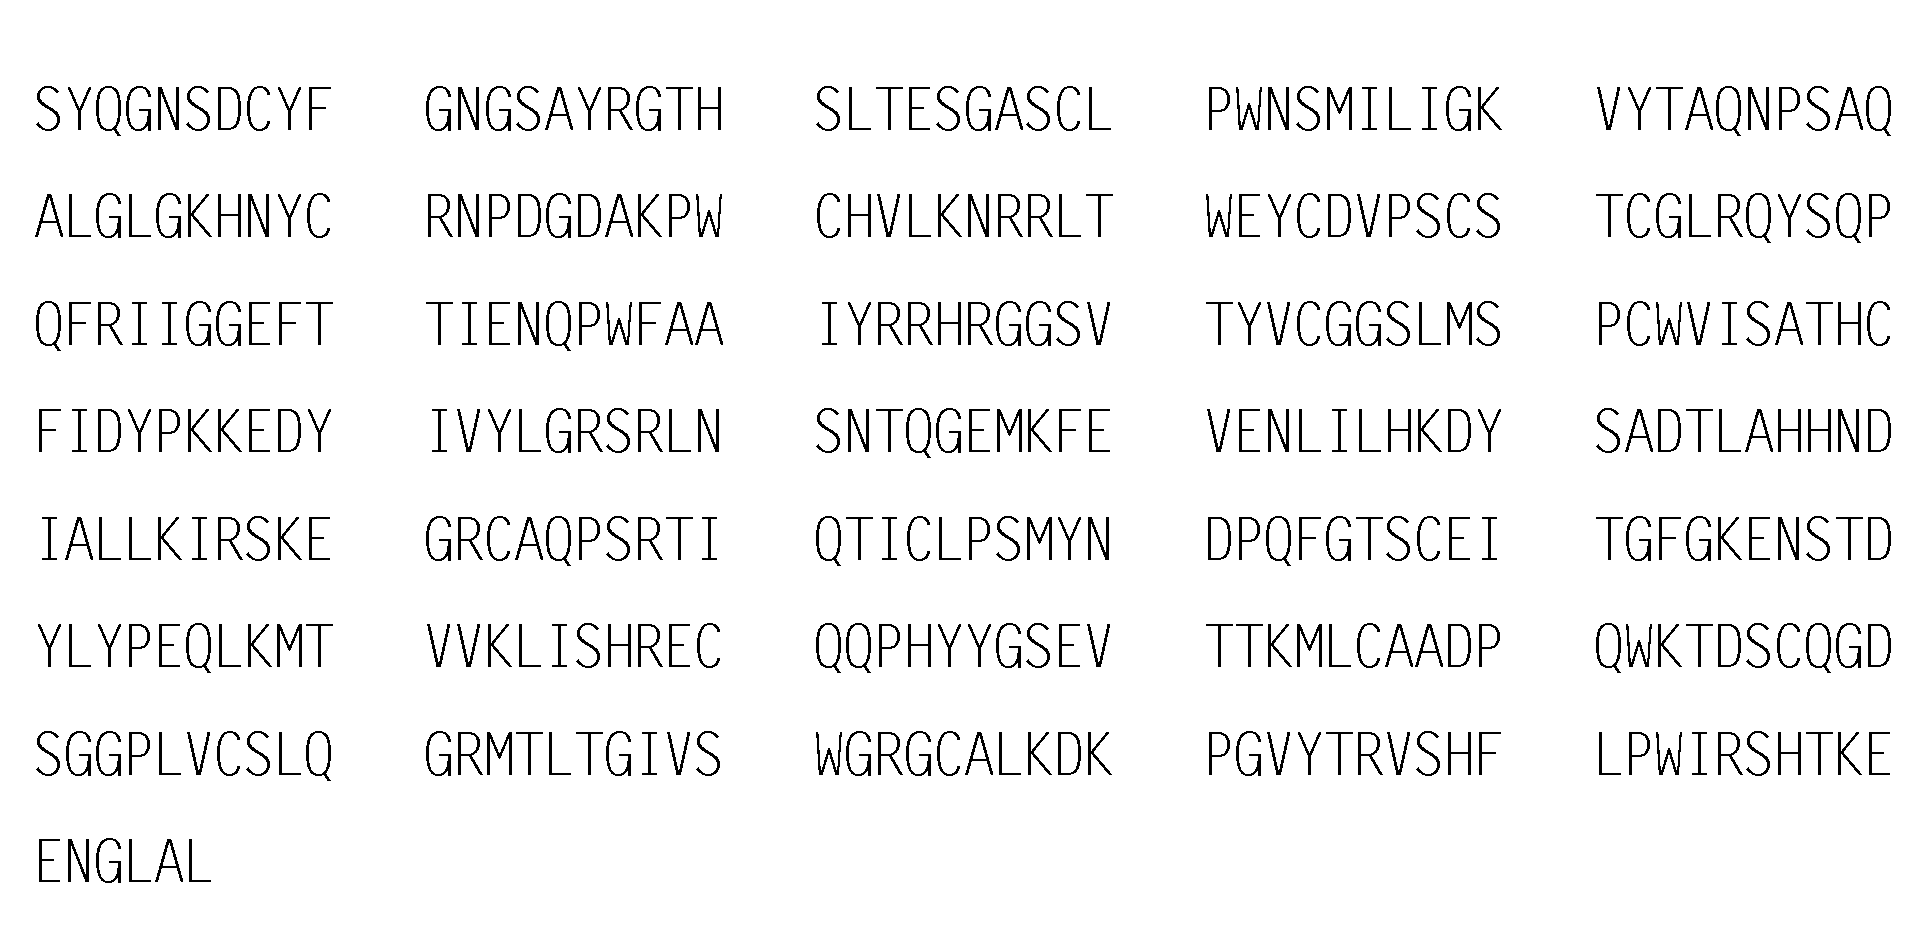 SYQGNSDCYF GNGSAYRGTH SLTESGASCL PWNSMILIGK VYTAQNPSAQ
ALGLGKHNYC RNPDGDAKPW CHVLKNRRLT WEYCDVPSCS TCGLRQYSQP
QFRIIGGEFT TIENQPWFAA IYRRHRGGSV TYVCGGSLMS PCWVISATHC
FIDYPKKEDY IVYLGRSRLN SNTQGEMKFE VENLILHKDY SADTLAHHND
IALLKIRSKE GRCAQPSRTI QTICLPSMYN DPQFGTSCEI TGFGKENSTD
YLYPEQLKMT VVKLISHREC QQPHYYGSEV TTKMLCAADP QWKTDSCQGD
SGGPLVCSLQ GRMTLTGIVS WGRGCALKDK PGVYTRVSHF LPWIRSHTKE
ENGLAL